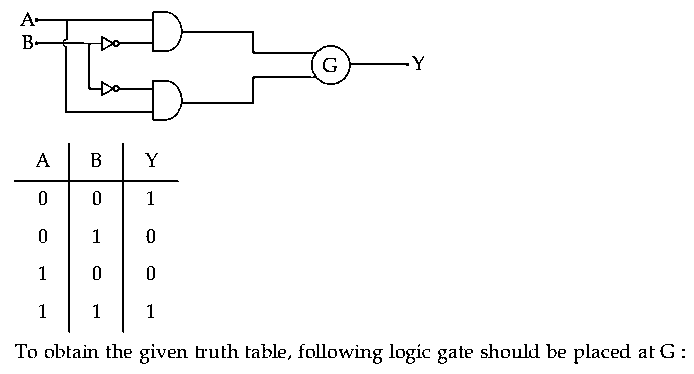 A
B
G
Y
A B Y
0 0 1
0 1 0
1 0 0
1 1 1
To obtain the given truth table, following logic gate should be placed at G :